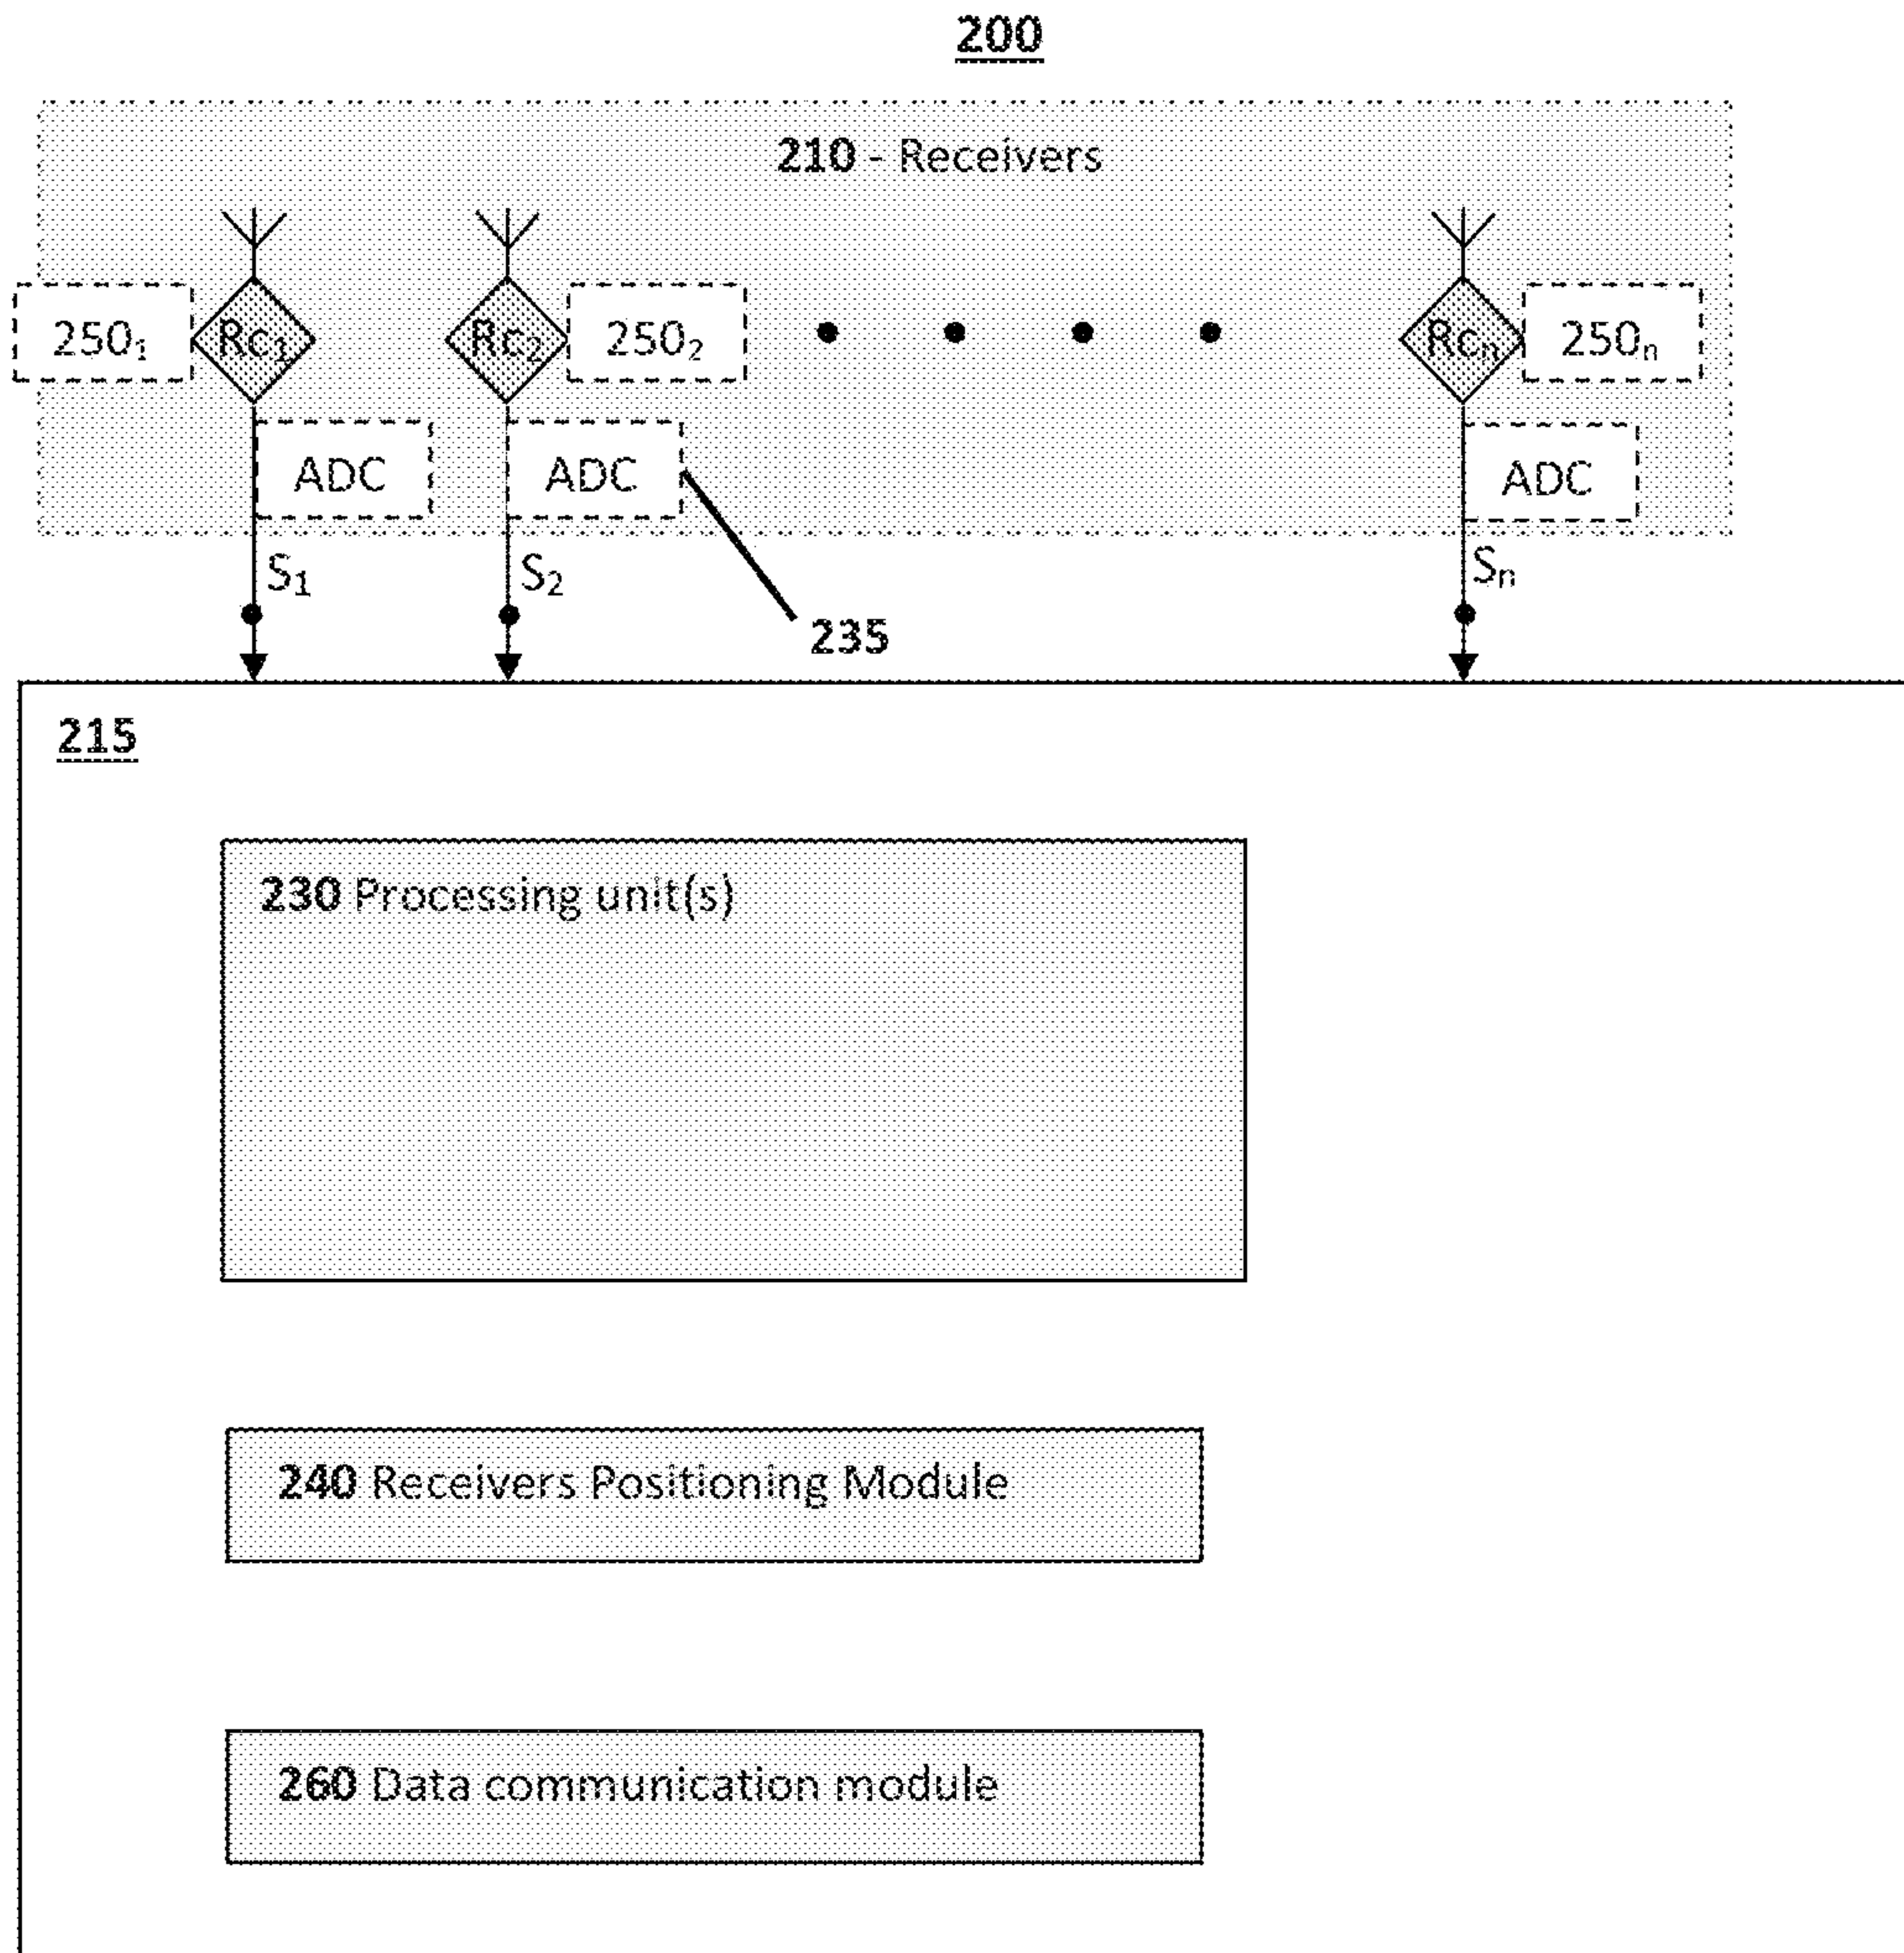 200
210 - Receivers
250₁ Rc₁ Rc₂ 250₂ Rcₙ 250ₙ
ADC ADC ADC
S₁ S₂ Sₙ
235
215
230 Processing unit(s)
240 Receivers Positioning Module
260 Data communication module